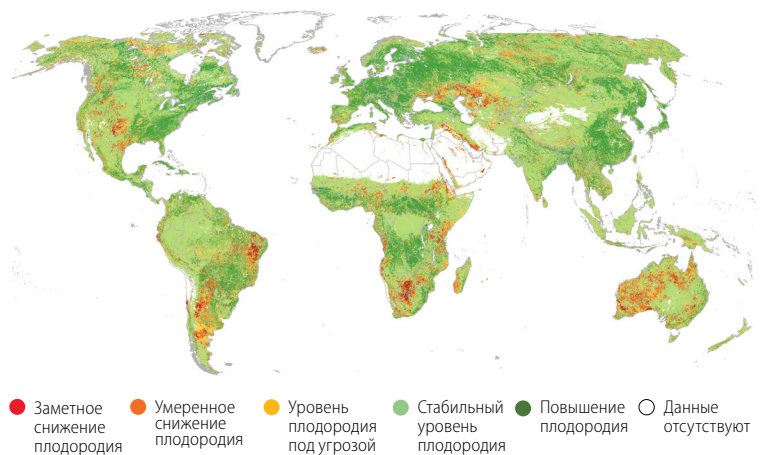 Заметное
снижение
плодородия
Умеренное
снижение
плодородия
Уровень
плодородия
под угрозой
Стабильный
уровень
плодородия
Повышение
плодородия
Данные
отсутствуют